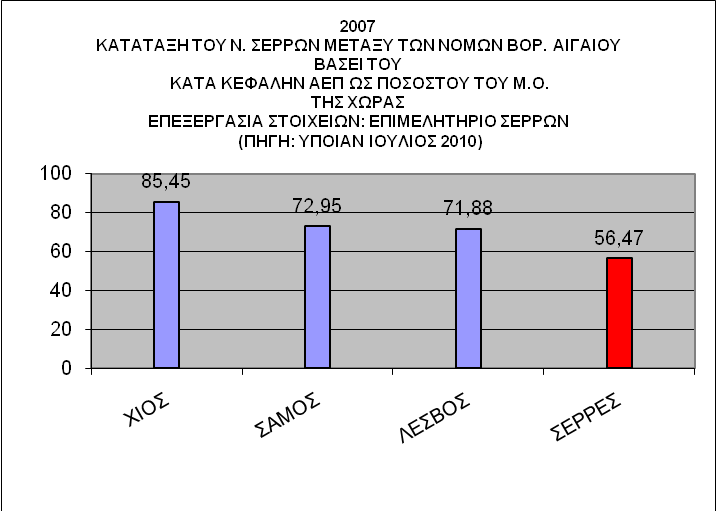 2007
ΚΑΤΑΤΑΞΗ ΤΟΥ Ν. ΣΕΡΡΩΝ ΜΕΤΑΞΥ ΤΩΝ ΝΟΜΩΝ ΒΟΡ. ΑΙΓΑΙΟΥ
ΒΑΣΕΙ ΤΟΥ
ΚΑΤΑ ΚΕΦΑΛΗΝ ΑΕΠ ΩΣ ΠΟΣΟΣΤΟΥ ΤΟΥ Μ.Ο.
ΤΗΣ ΧΩΡΑΣ
ΕΠΕΞΕΡΓΑΣΙΑ ΣΤΟΙΧΕΙΩΝ: ΕΠΙΜΕΛΗΤΗΡΙΟ ΣΕΡΡΩΝ
(ΠΗΓΗ: ΥΠΟΙΑΝ ΙΟΥΛΙΟΣ 2010)
100
80
60
40
20
0
85,45
72,95
71,88
56,47
ΧΙΟΣ
ΣΑΜΟΣ
ΛΕΣΒΟΣ
ΣΕΡΡΕΣ